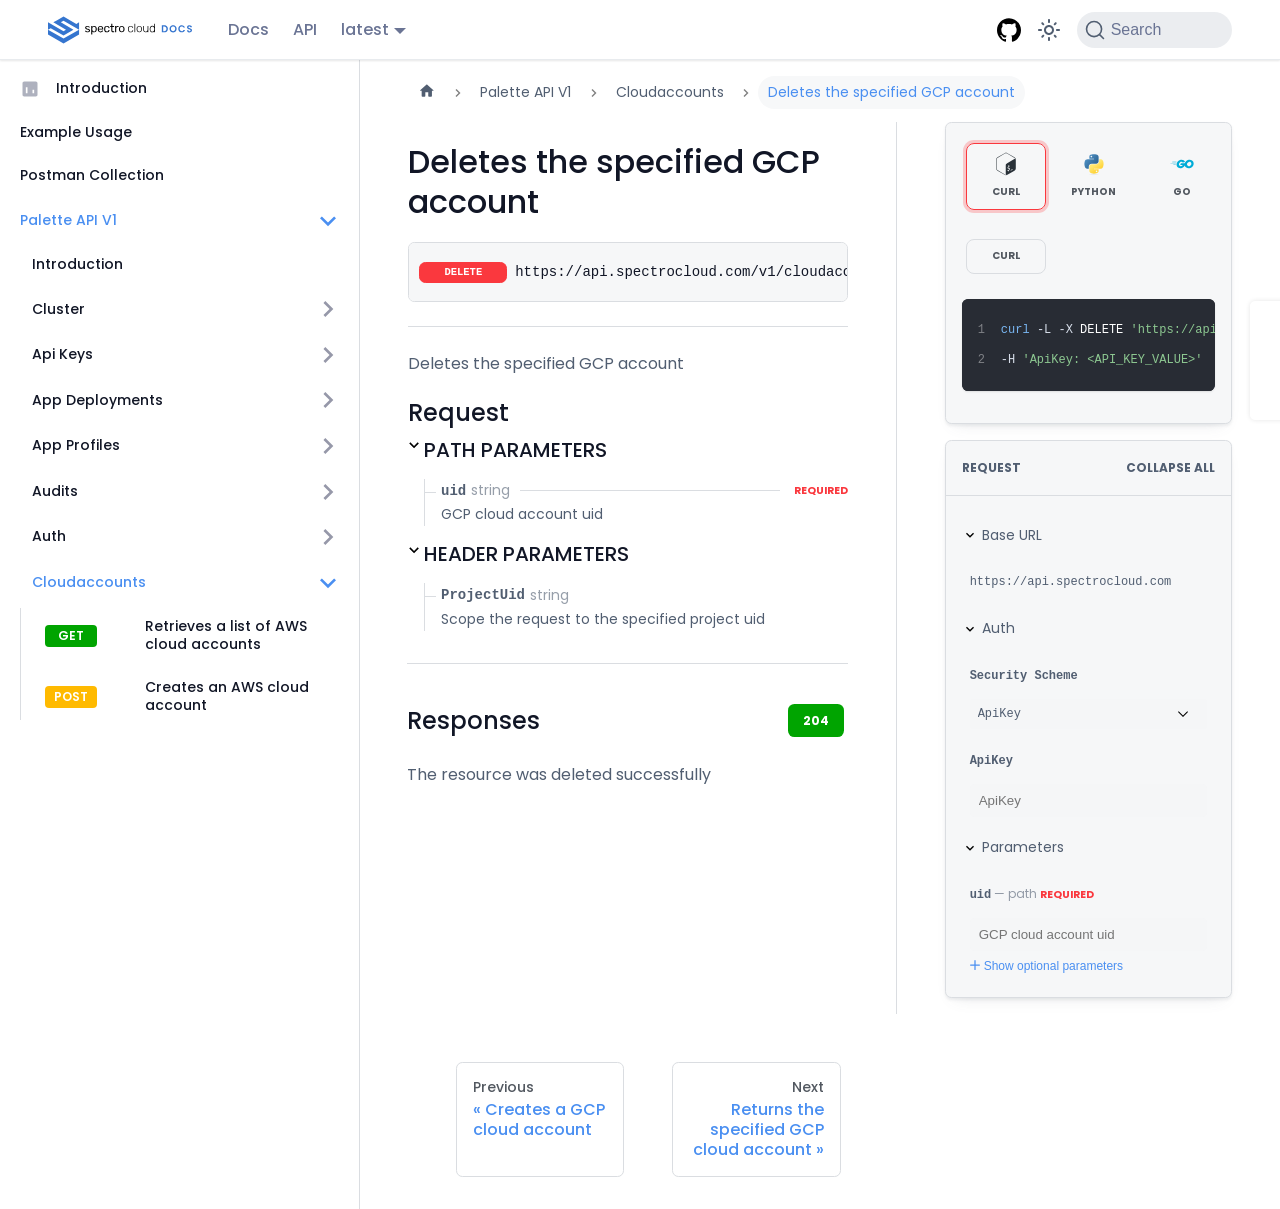 spectro cloud DOCS
Docs
API
latest
Search
Introduction
Example Usage
Postman Collection
Palette API V1
Introduction
Cluster
Api Keys
App Deployments
App Profiles
Audits
Auth
Cloudaccounts
GET
Retrieves a list of AWS
cloud accounts
POST
Creates an AWS cloud
account
Palette API V1
Cloudaccounts
Deletes the specified GCP account
Deletes the specified GCP
account
DELETE
https://api.spectrocloud.com/v1/cloudacc
Deletes the specified GCP account
Request
PATH PARAMETERS
uid string
REQUIRED
GCP cloud account uid
HEADER PARAMETERS
ProjectUid string
Scope the request to the specified project uid
Responses
204
The resource was deleted successfully
CURL
PYTHON
GO
CURL
1 curl -L -X DELETE 'https://api
2 -H 'ApiKey: <API_KEY_VALUE>'
REQUEST
COLLAPSE ALL
Base URL
https://api.spectrocloud.com
Auth
Security Scheme
ApiKey
ApiKey
ApiKey
Parameters
uid — path REQUIRED
GCP cloud account uid
Show optional parameters
Previous
« Creates a GCP
cloud account
Next
Returns the
specified GCP
cloud account »